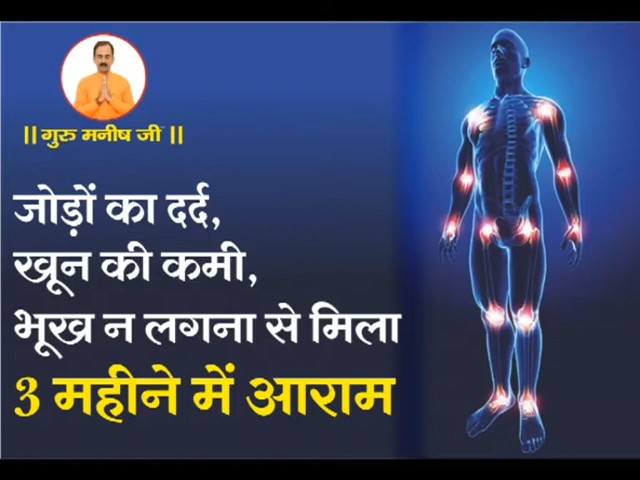 || गुरु मनीष जी ||
जोड़ों का दर्द,
खून की कमी,
भूख न लगना से मिला
3 महीने में आराम